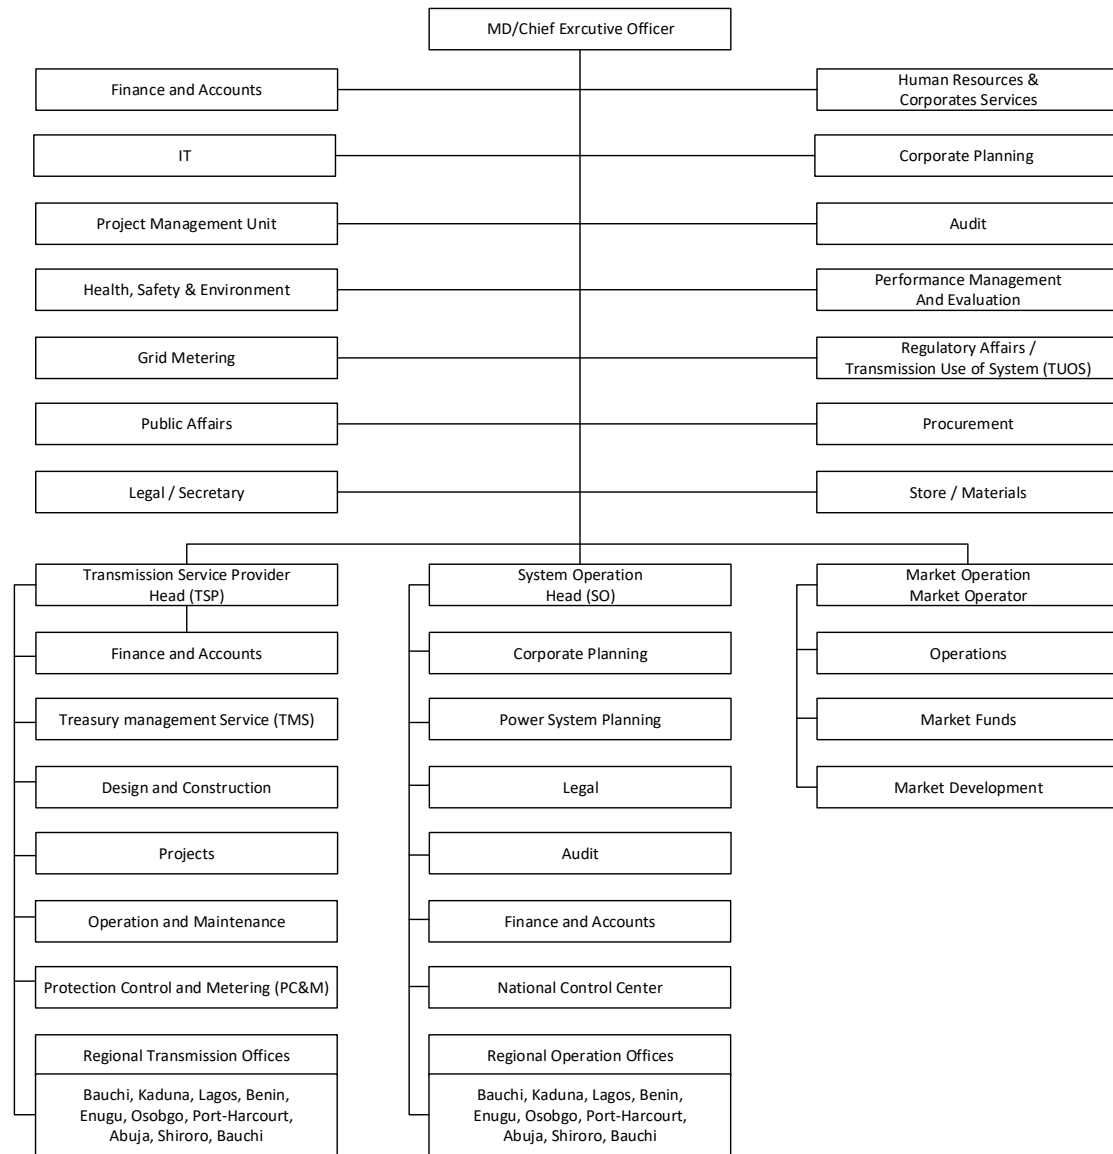 MD/Chief Exrcutive Officer
Finance and Accounts
Human Resources &
Corporates Services
IT
Corporate Planning
Project Management Unit
Audit
Health, Safety & Environment
Performance Management
And Evaluation
Grid Metering
Regulatory Affairs /
Transmission Use of System (TUOS)
Public Affairs
Procurement
Legal / Secretary
Store / Materials
Transmission Service Provider
Head (TSP)
System Operation
Head (SO)
Market Operation
Market Operator
Finance and Accounts
Corporate Planning
Operations
Treasury management Service (TMS)
Power System Planning
Market Funds
Design and Construction
Legal
Market Development
Projects
Audit
Operation and Maintenance
Finance and Accounts
Protection Control and Metering (PC&M)
National Control Center
Regional Transmission Offices
Regional Operation Offices
Bauchi, Kaduna, Lagos, Benin,
Enugu, Osobgo, Port-Harcourt,
Abuja, Shiroro, Bauchi
Bauchi, Kaduna, Lagos, Benin,
Enugu, Osobgo, Port-Harcourt,
Abuja, Shiroro, Bauchi